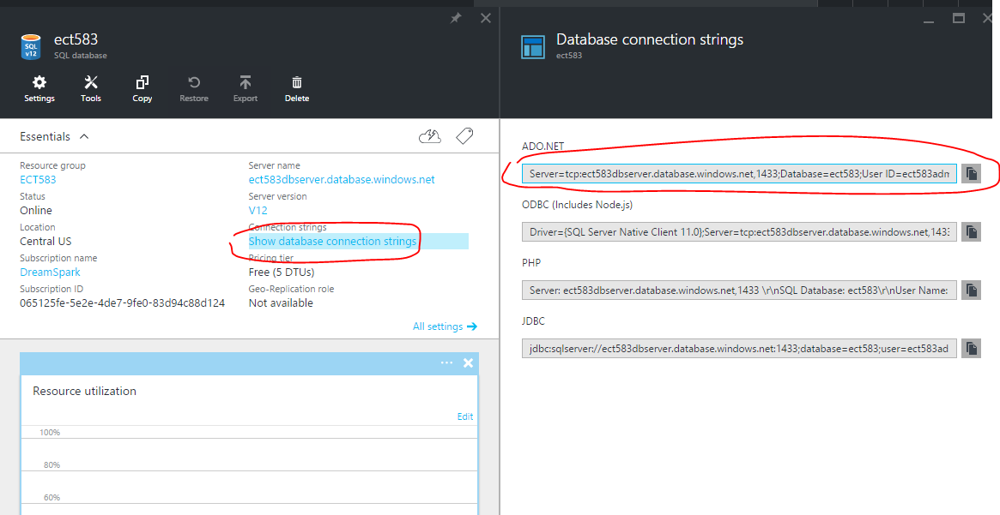 ect583
SQL database
SQL
v12
Settings
Tools
Copy
Restore
Export
Delete
Essentials
Resource group
ECT583
Status
Online
Location
Central US
Subscription name
DreamSpark
Subscription ID
065125fe-5e2e-4de7-9fe0-83d94c88d124
Server name
ect583dbserver.database.windows.net
Server version
V12
Connection strings
Show database connection strings
Pricing tier
Free (5 DTUs)
Geo-Replication role
Not available
All settings
Resource utilization
Edit
100%
80%
60%
Database connection strings
ect583
ADO.NET
Server=tcp:ect583dbserver.database.windows.net,1433;Database=ect583;User ID=ect583adm
ODBC (Includes Node.js)
Driver={SQL Server Native Client 11.0};Server=tcp:ect583dbserver.database.windows.net,1433
PHP
Server: ect583dbserver.database.windows.net,1433 \r\nSQL Database: ect583\r\nUser Name:
JDBC
jdbc:sqlserver://ect583dbserver.database.windows.net:1433;database=ect583;user=ect583ad